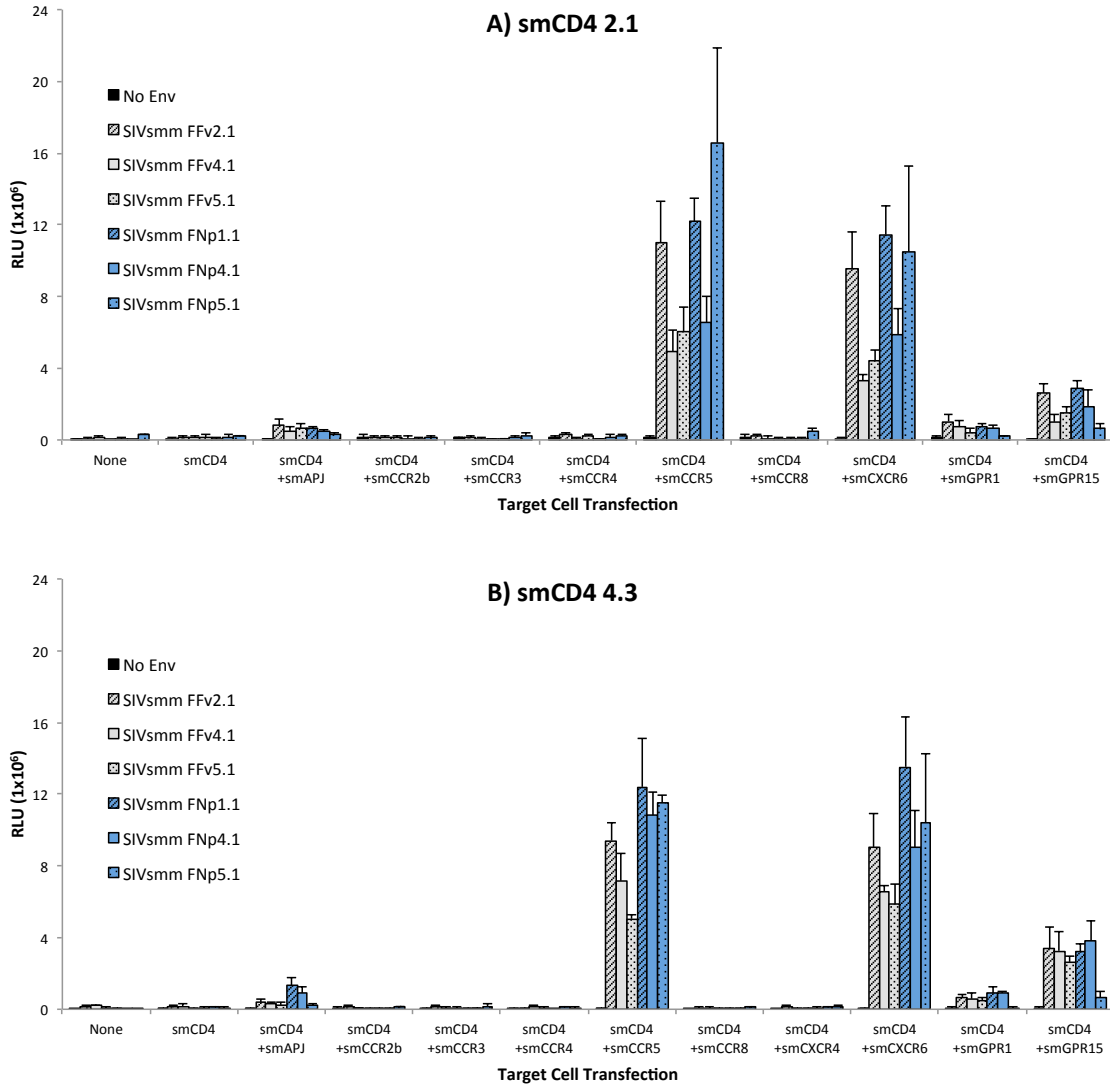 A) smCD4 2.1
24
20
16
12
8
4
0
RLU (1x10⁶)
No Env
SIVsmm FFv2.1
SIVsmm FFv4.1
SIVsmm FFv5.1
SIVsmm FNp1.1
SIVsmm FNp4.1
SIVsmm FNp5.1
None smCD4 smCD4 smCD4 smCD4 smCD4 smCD4 smCD4 smCD4 smCD4 smCD4
+smAPJ +smCCR2b +smCCR3 +smCCR4 +smCCR5 +smCCR8 +smCXCR6 +smGPR1 +smGPR15
Target Cell Transfection
B) smCD4 4.3
24
20
16
12
8
4
0
RLU (1x10⁶)
No Env
SIVsmm FFv2.1
SIVsmm FFv4.1
SIVsmm FFv5.1
SIVsmm FNp1.1
SIVsmm FNp4.1
SIVsmm FNp5.1
None smCD4 smCD4 smCD4 smCD4 smCD4 smCD4 smCD4 smCD4 smCD4 smCD4 smCD4
+smAPJ +smCCR2b +smCCR3 +smCCR4 +smCCR5 +smCCR8 +smCXCR4 +smCXCR6 +smGPR1 +smGPR15
Target Cell Transfection